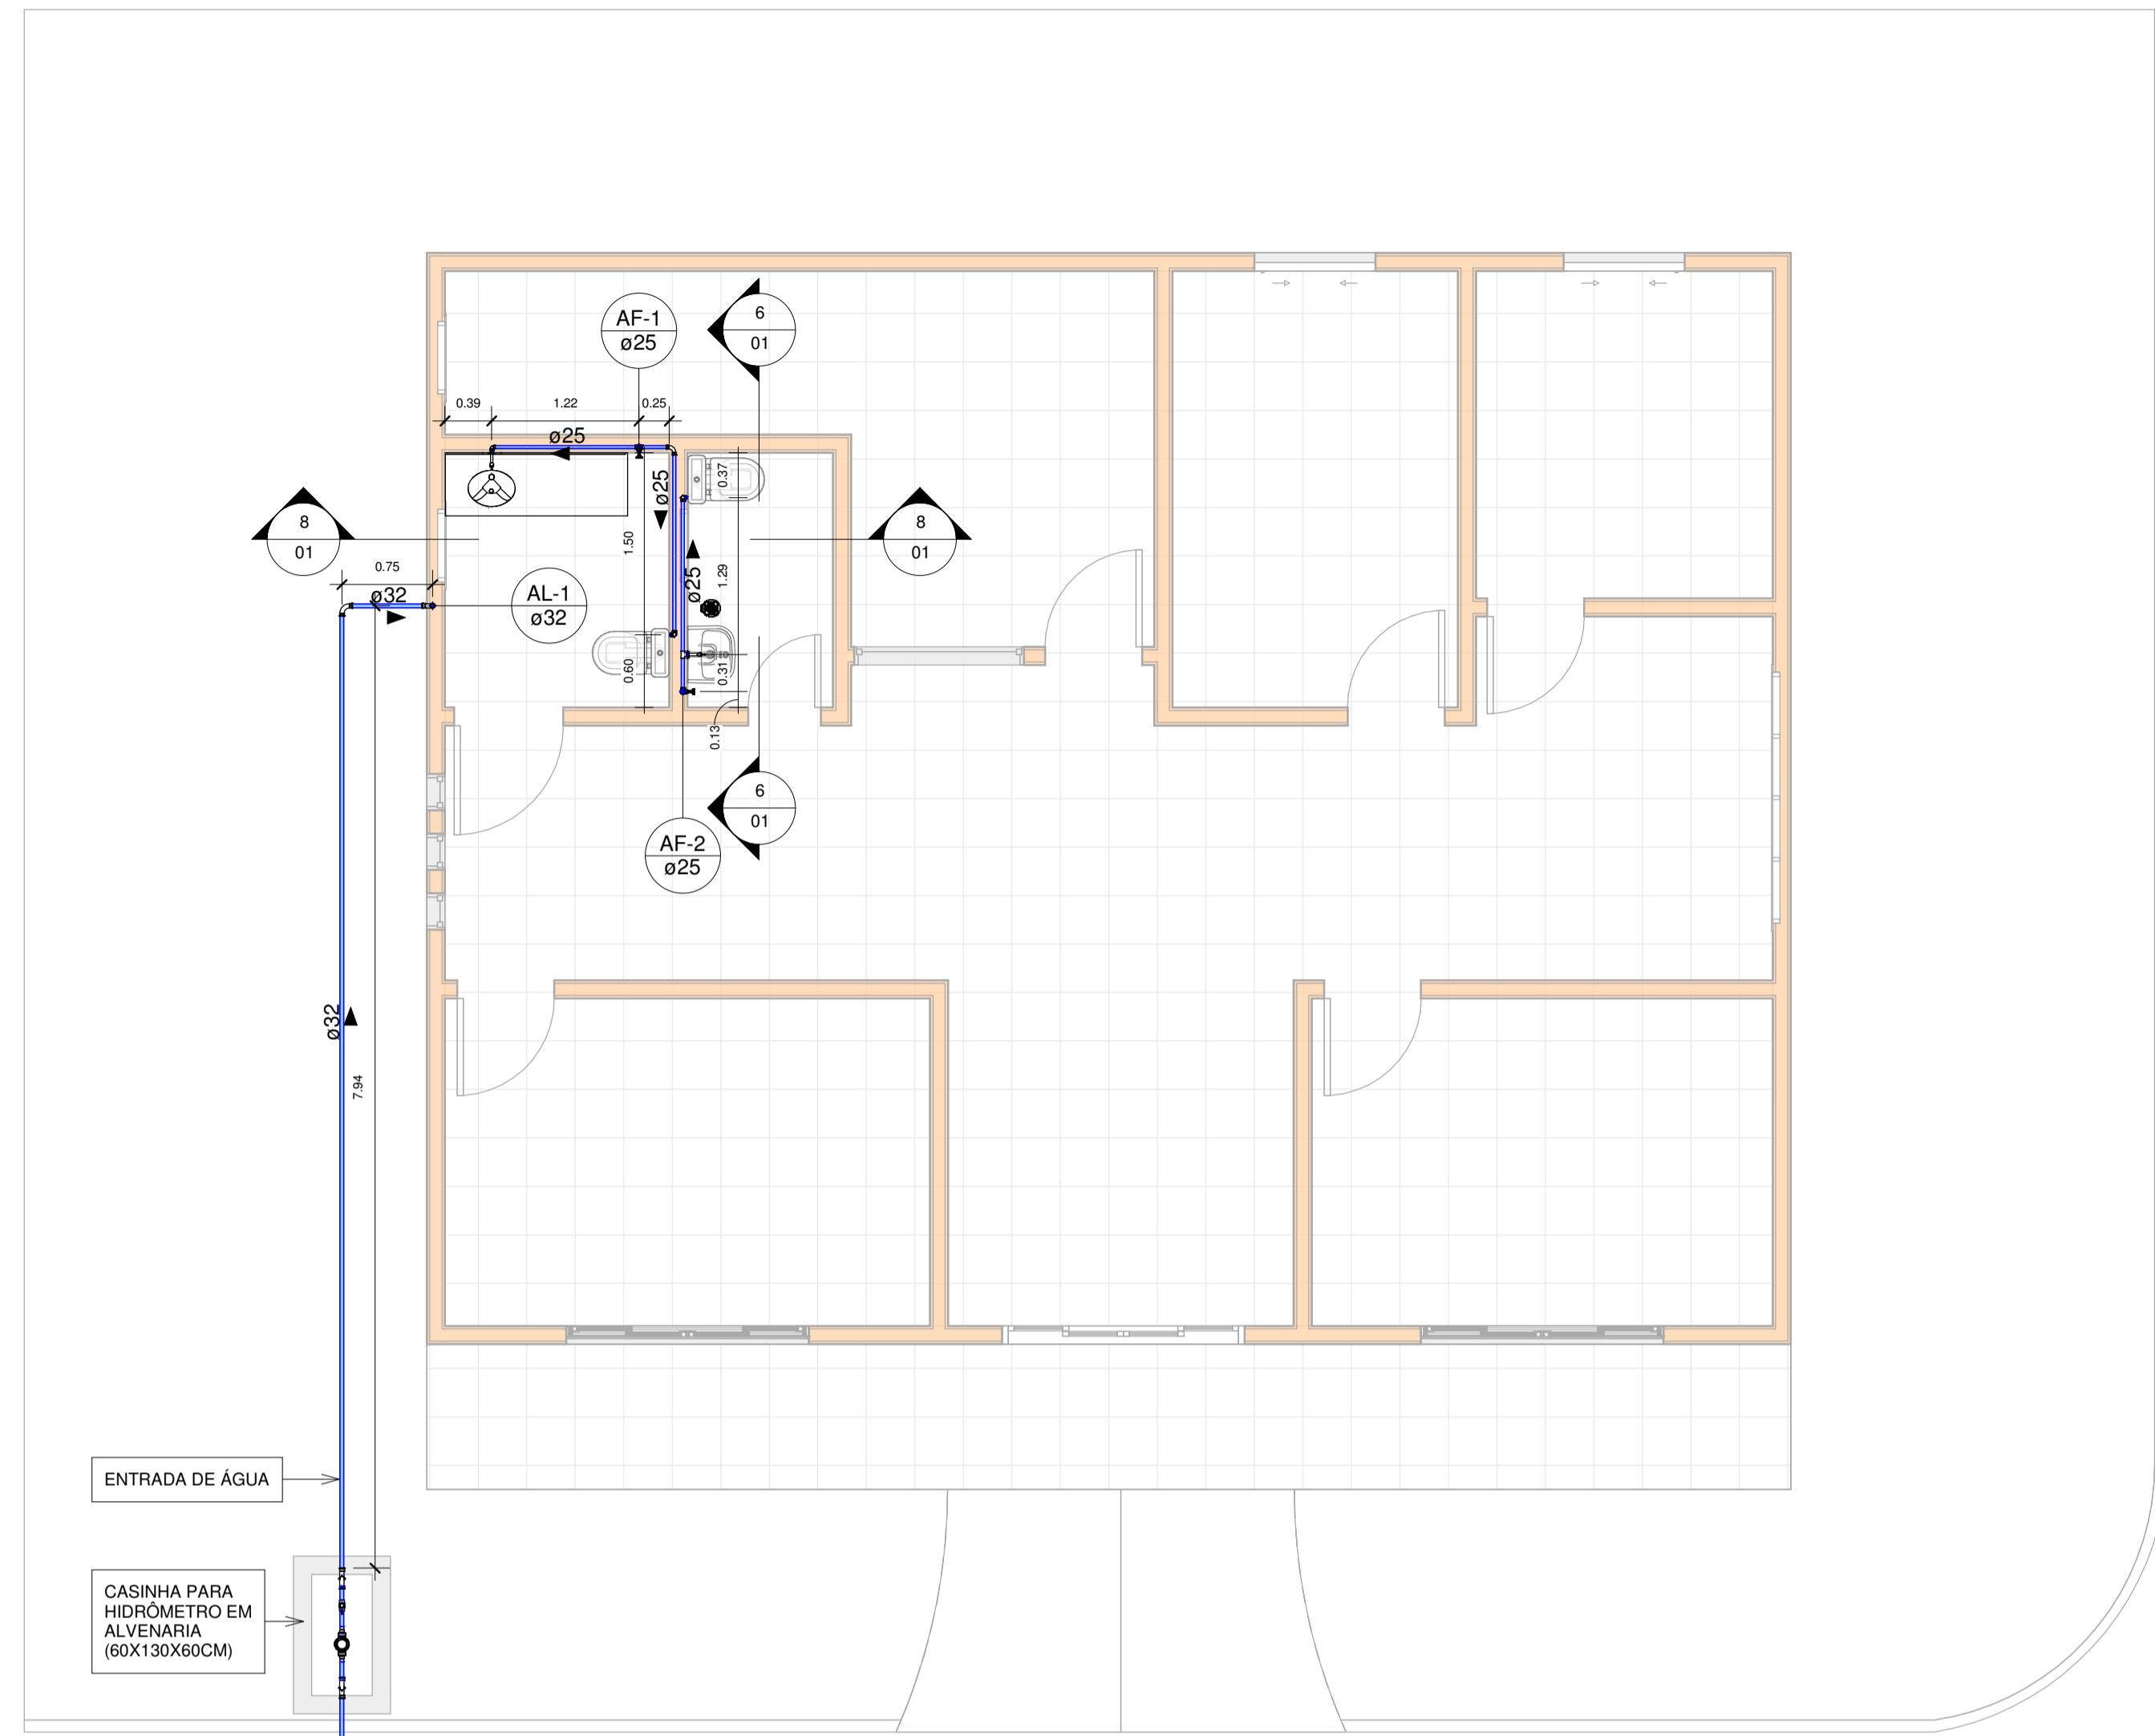 AF-1
ø25
6
01
0.39
1.22
0.25
ø25
ø25
0.37
8
01
8
01
1.50
0.75
ø25
1.29
ø32
AL-1
ø32
0.60
0.31
0.13
6
01
AF-2
ø25
ø32
7.94
ENTRADA DE ÁGUA
CASINHA PARA
HIDRÔMETRO EM
ALVENARIA
(60X130X60CM)